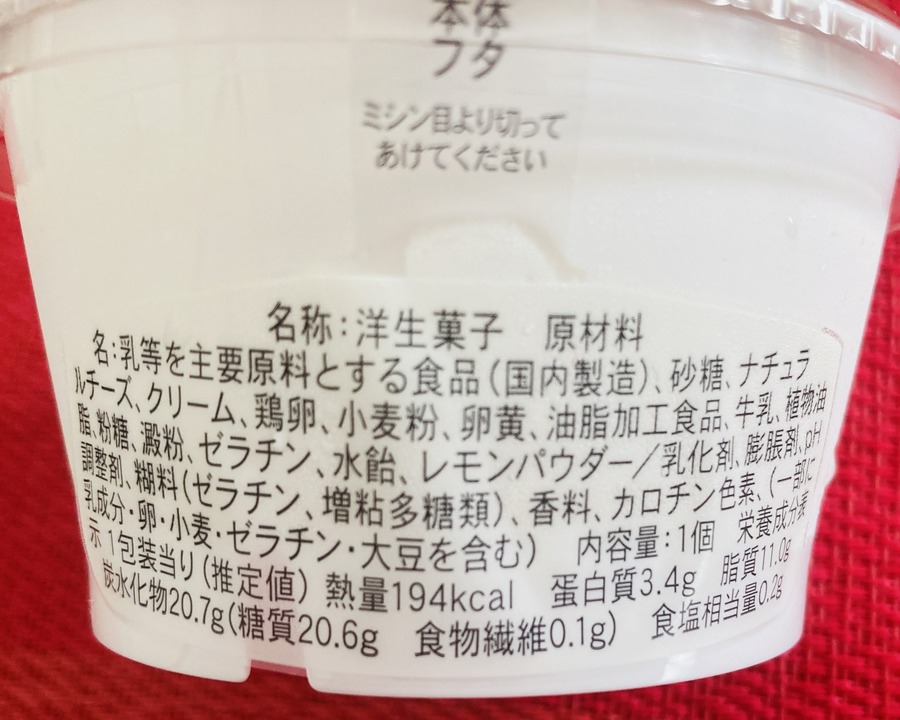 本体
フタ
ミシン目より切って
あけてください
名称：洋生菓子　原材料
名：乳等を主要原料とする食品（国内製造）、砂糖、ナチュラ
ルチーズ、クリーム、鶏卵、小麦粉、卵黄、油脂加工食品、牛乳、植物油
脂、粉糖、澱粉、ゼラチン、水飴、レモンパウダー／乳化剤、膨脹剤、pH
調整剤、糊料（ゼラチン、増粘多糖類）、香料、カロチン色素、（一部に
乳成分・卵・小麦・ゼラチン・大豆を含む）　内容量：1個　栄養成分表
示 1包装当り（推定値）熱量194kcal　蛋白質3.4g　脂質11.0g
炭水化物20.7g（糖質20.6g　食物繊維0.1g）　食塩相当量0.2g